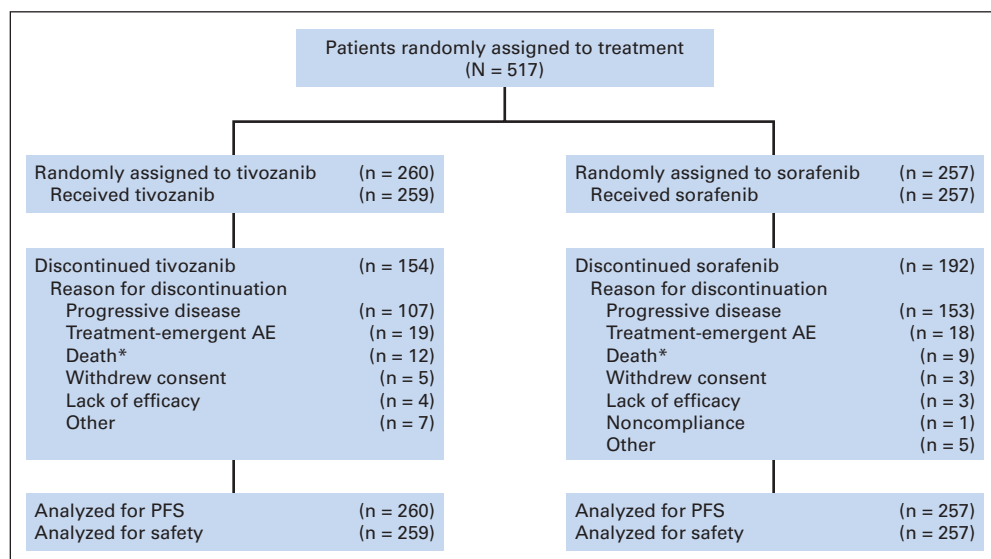 Patients randomly assigned to treatment
(N = 517)
Randomly assigned to tivozanib (n = 260)
Received tivozanib (n = 259)
Discontinued tivozanib (n = 154)
Reason for discontinuation
Progressive disease (n = 107)
Treatment-emergent AE (n = 19)
Death* (n = 12)
Withdrew consent (n = 5)
Lack of efficacy (n = 4)
Other (n = 7)
Analyzed for PFS (n = 260)
Analyzed for safety (n = 259)
Randomly assigned to sorafenib (n = 257)
Received sorafenib (n = 257)
Discontinued sorafenib (n = 192)
Reason for discontinuation
Progressive disease (n = 153)
Treatment-emergent AE (n = 18)
Death* (n = 9)
Withdrew consent (n = 3)
Lack of efficacy (n = 3)
Noncompliance (n = 1)
Other (n = 5)
Analyzed for PFS (n = 257)
Analyzed for safety (n = 257)